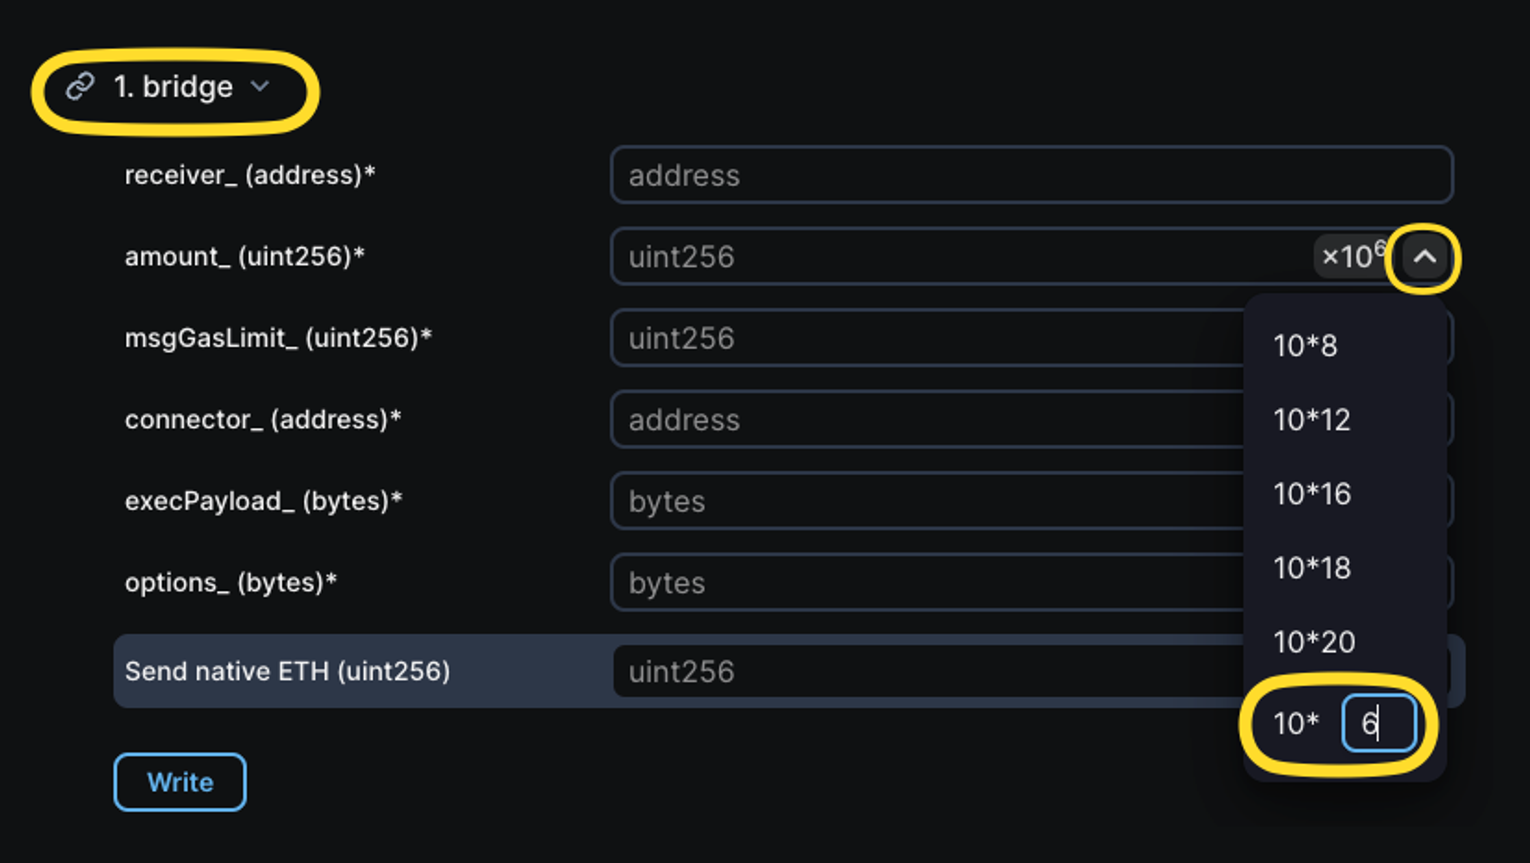 1. bridge
receiver_ (address)* address
amount_ (uint256)* uint256 ×10⁶
msgGasLimit_ (uint256)* uint256
10*8
connector_ (address)* address
10*12
execPayload_ (bytes)* bytes
10*16
options_ (bytes)* bytes
10*18
Send native ETH (uint256) uint256
10*20
10* 6
Write